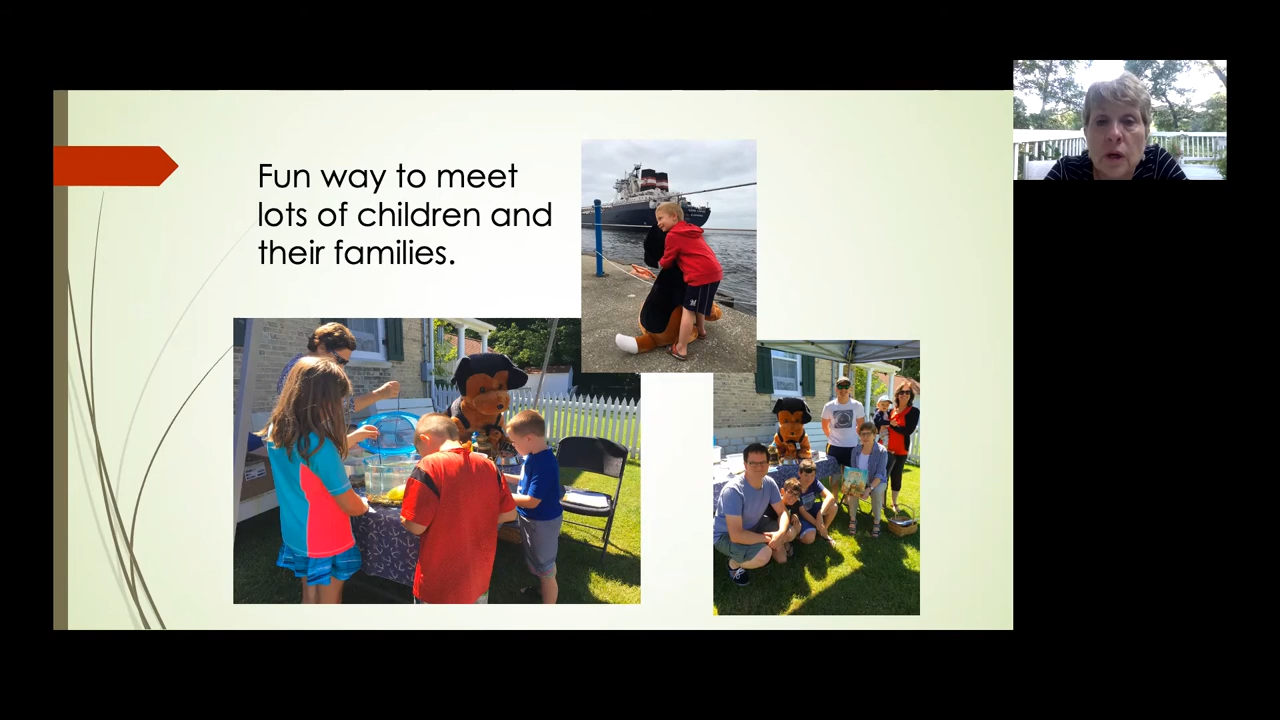 Fun way to meet
lots of children and
their families.